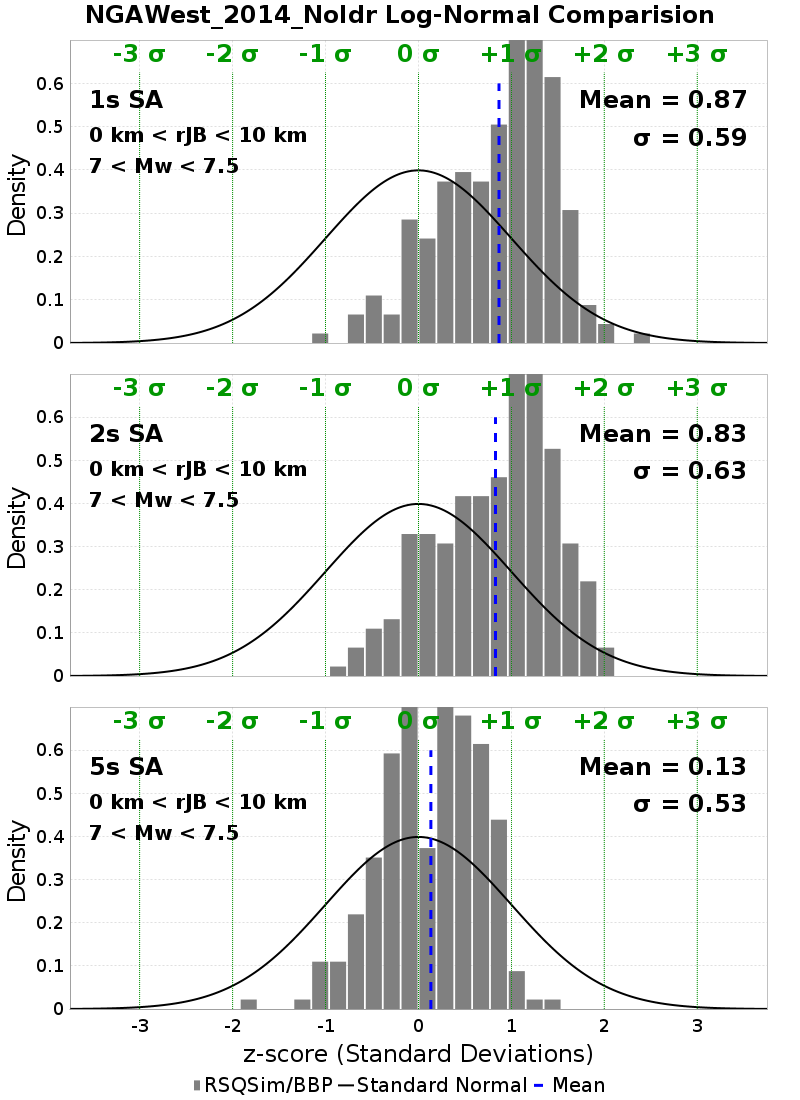 NGAWest_2014_NoIdr Log-Normal Comparision
-3 σ -2 σ -1 σ 0 σ +1 σ +2 σ +3 σ
0.6
0.5
0.4
0.3
0.2
0.1
0
Density
1s SA
0 km < rJB < 10 km
7 < Mw < 7.5
Mean = 0.87
σ = 0.59
-3 σ -2 σ -1 σ 0 σ +1 σ +2 σ +3 σ
0.6
0.5
0.4
0.3
0.2
0.1
0
Density
2s SA
0 km < rJB < 10 km
7 < Mw < 7.5
Mean = 0.83
σ = 0.63
-3 σ -2 σ -1 σ 0 σ +1 σ +2 σ +3 σ
0.6
0.5
0.4
0.3
0.2
0.1
0
Density
5s SA
0 km < rJB < 10 km
7 < Mw < 7.5
Mean = 0.13
σ = 0.53
-3 -2 -1 0 1 2 3
z-score (Standard Deviations)
RSQSim/BBP Standard Normal Mean